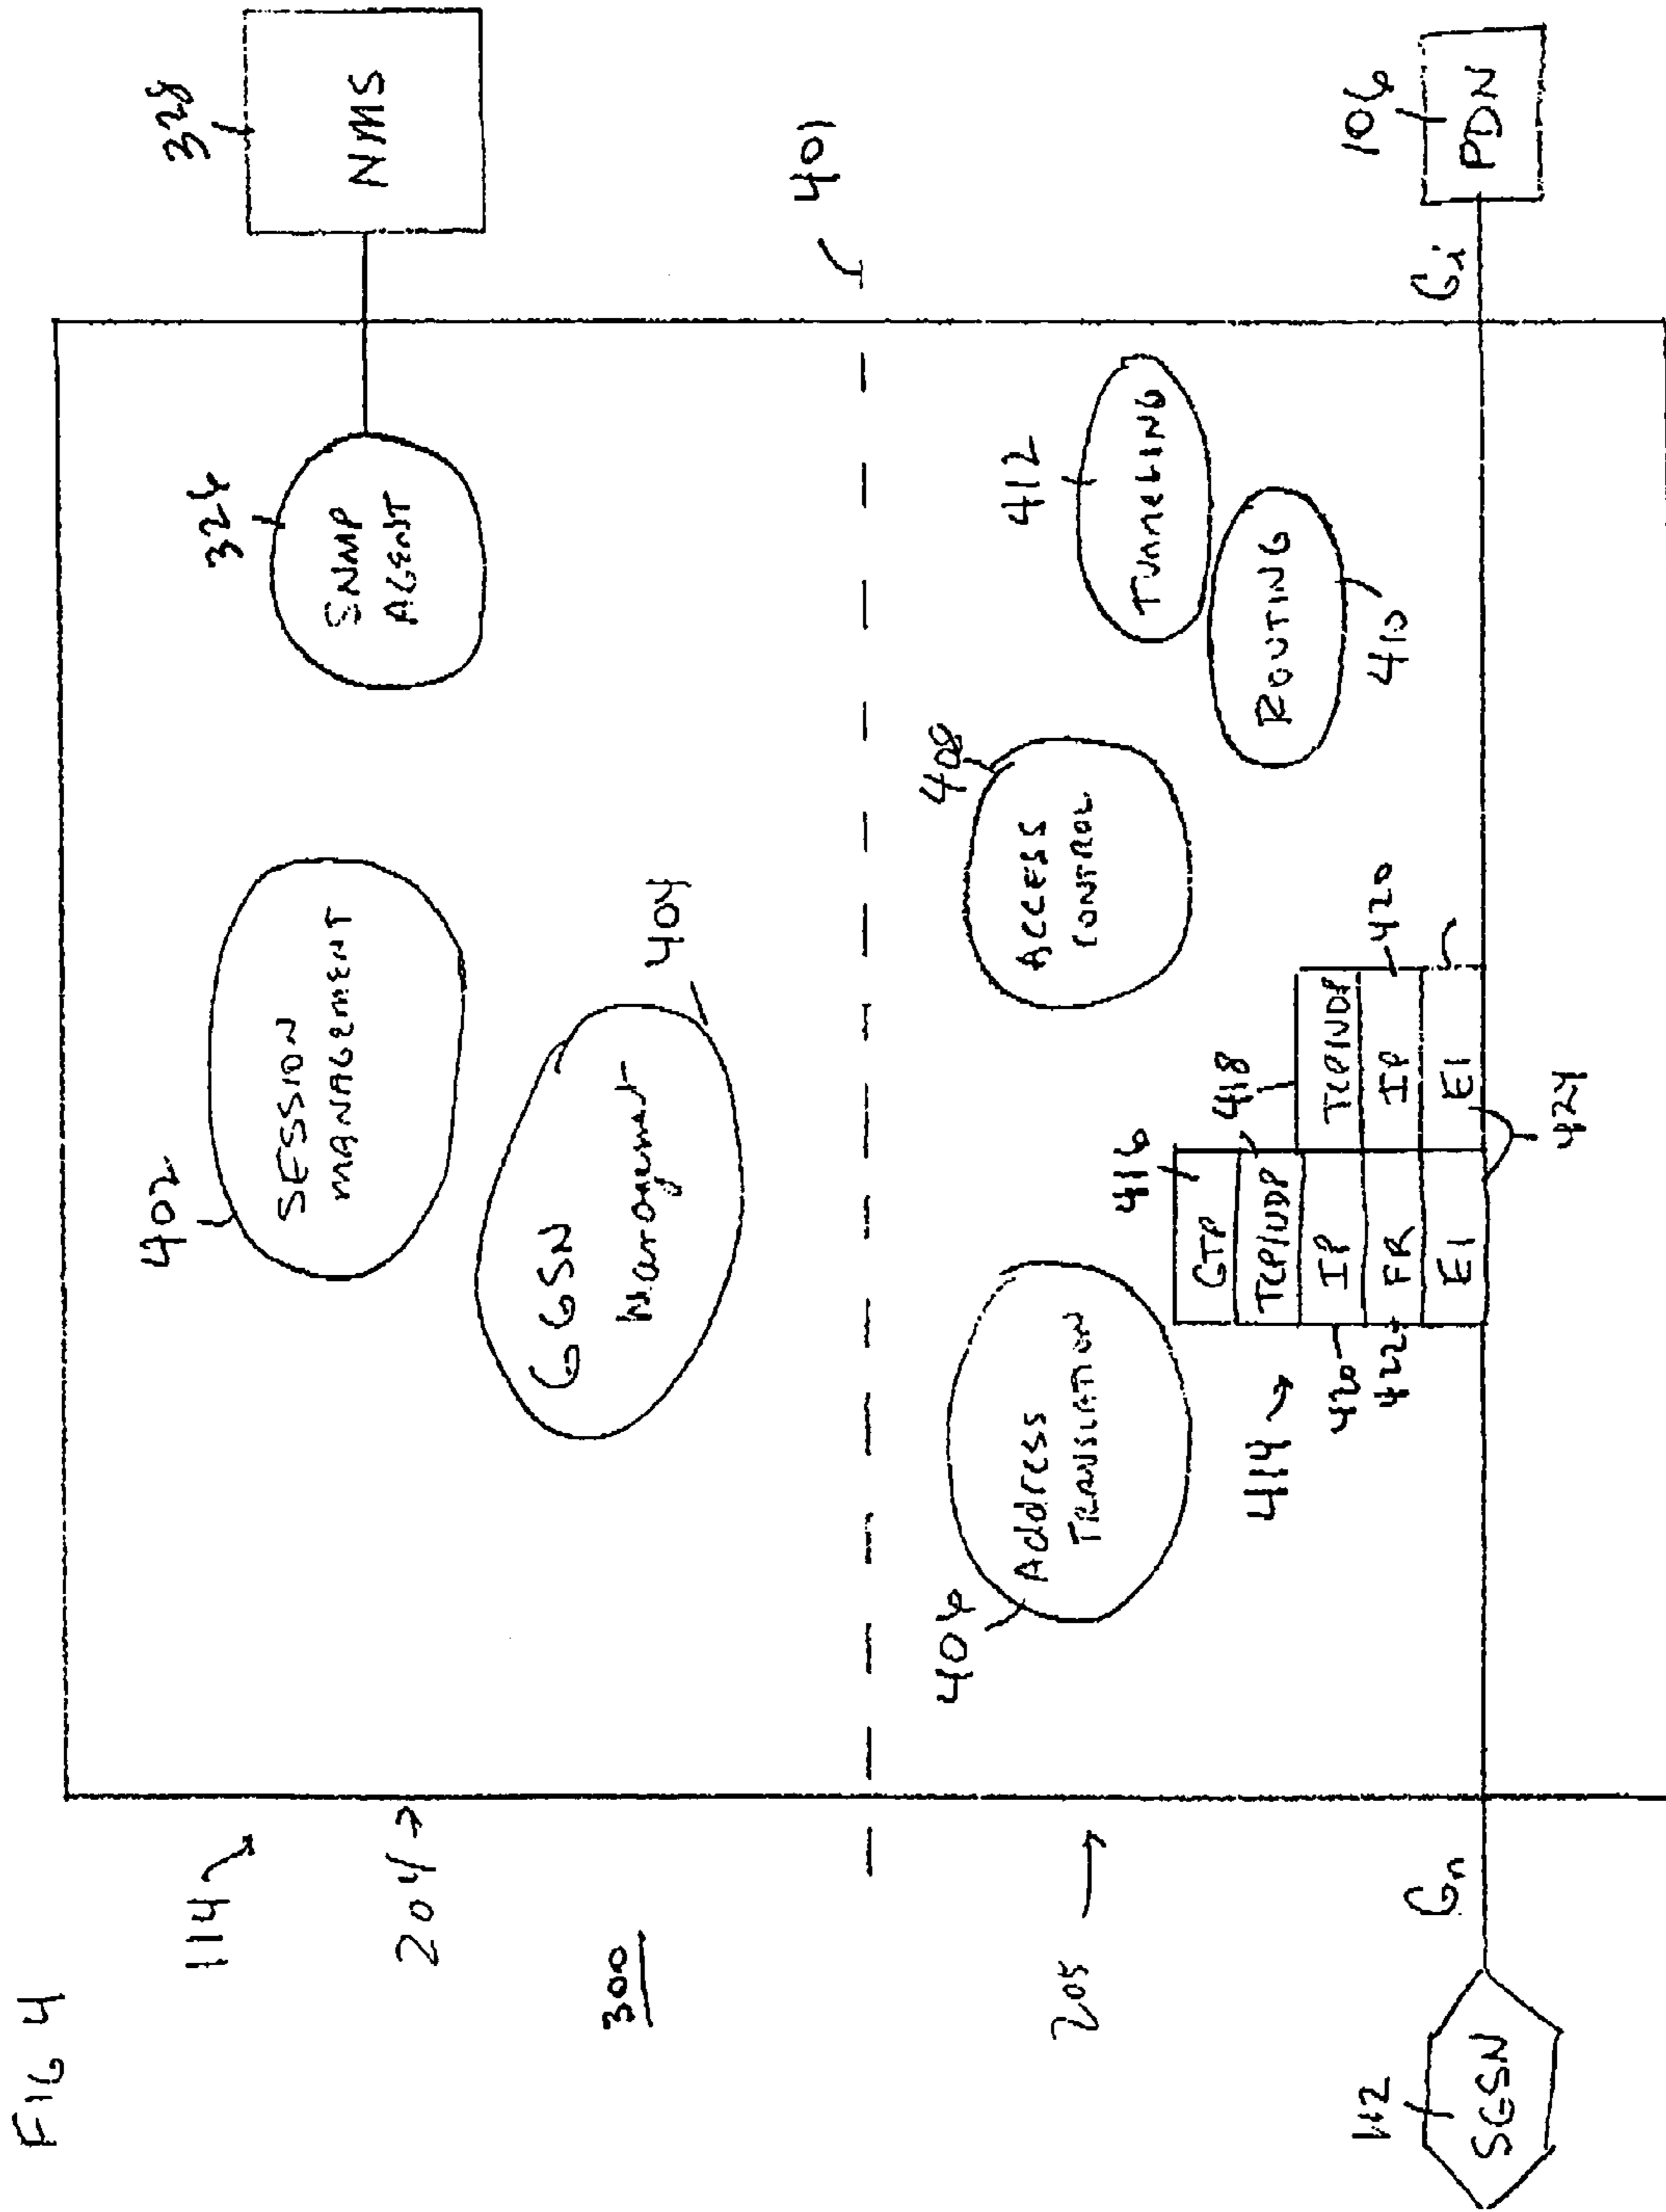 FIG 4
114
204
300
205
112
SGSN
Gn
402
SESSION
MANAGEMENT
GGSN
Management
404
324
SNMP
AGENT
328
NMS
401
406
Address
TRANSLATION
408
ACCESS
CONTROL
412
TUNNELING
ROUTING
410
414
416
GTP
TCP/UDP
IP
FR
E1
418
TCP/UDP
IP
E1
420
420
422
424
Gi
106
PDN